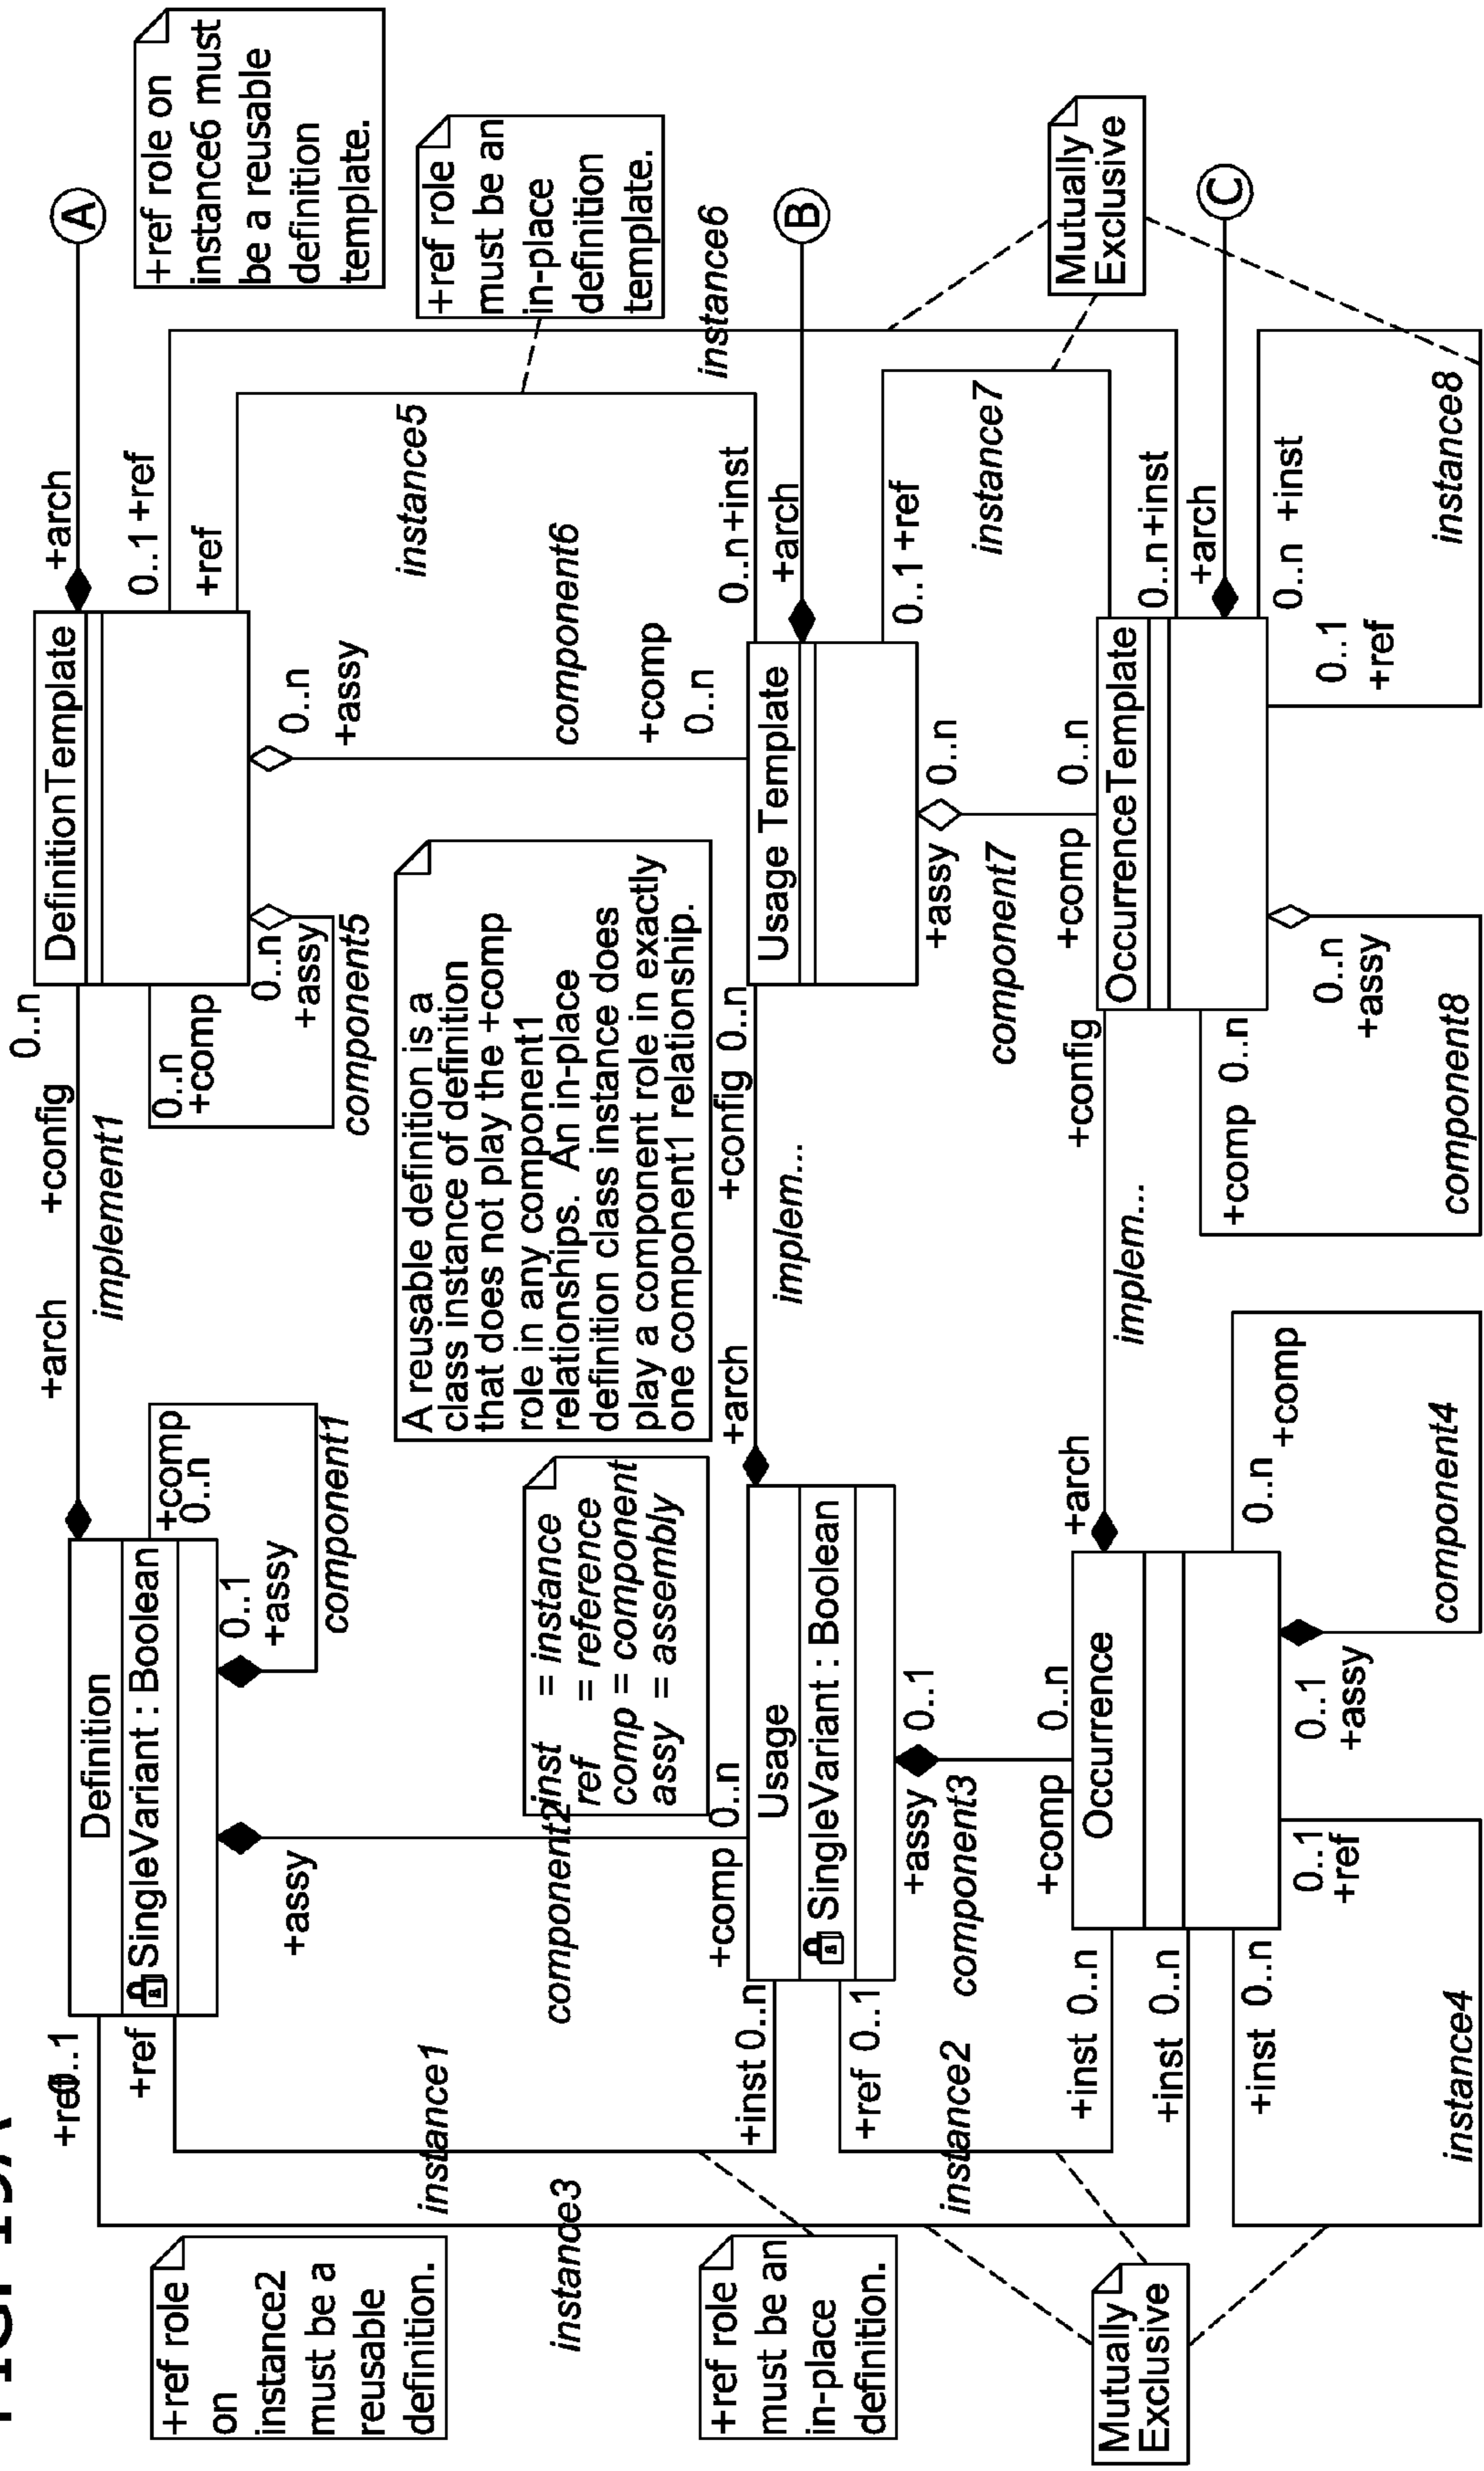 +ref role
on
instance2
must be a
reusable
definition.
+ref role
must be an
in-place
definition.
Mutually
Exclusive
+ref
0..1
+ref
Definition
SingleVariant : Boolean
+assy
0..1
+assy
+comp
0..n
component1
+arch
implement1
+config
0..n
DefinitionTemplate
+arch
A
0..1 +ref
+ref
0..n
+comp
0..n
+assy
component5
0..n
+assy
+ref role on
instance6 must
be a reusable
definition
template.
+ref role
must be an
in-place
definition
template.
instance1
instance3
component2
inst = instance
ref = reference
comp = component
assy = assembly
A reusable definition is a
class instance of definition
that does not play the +comp
role in any component1
relationships. An in-place
definition class instance does
play a component role in exactly
one component1 relationship.
instance5
component6
instance6
+inst 0..n
+comp 0..n
+ref 0..1
Usage
SingleVariant : Boolean
+arch
implem...
+config 0..n
+comp
0..n
0..n +inst
Usage Template
+arch
B
0..1 +ref
+assy 0..1
component3
instance2
+assy 0..n
component7
instance7
Mutually
Exclusive
+comp 0..n
+inst 0..n
+inst 0..n
+inst 0..n
Occurrence
+arch
implem...
+config
+comp 0..n
OccurrenceTemplate
0..n +inst
+arch
C
0..n +inst
0..1
+ref
0..1
+assy
0..n
+comp
instance4
component4
+comp 0..n
0..n
+assy
component8
0..1
+ref
instance8